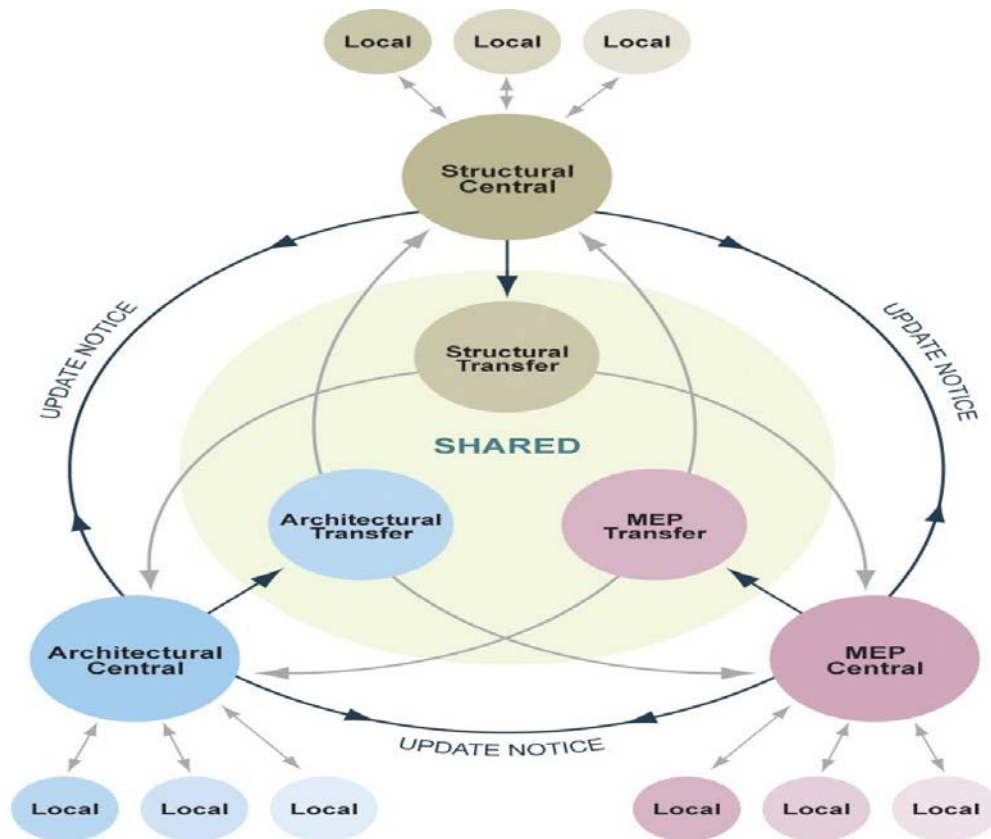 Local
Local
Local
Structural
Central
UPDATE NOTICE
UPDATE NOTICE
Structural
Transfer
SHARED
Architectural
Transfer
MEP
Transfer
Architectural
Central
MEP
Central
UPDATE NOTICE
Local
Local
Local
Local
Local
Local